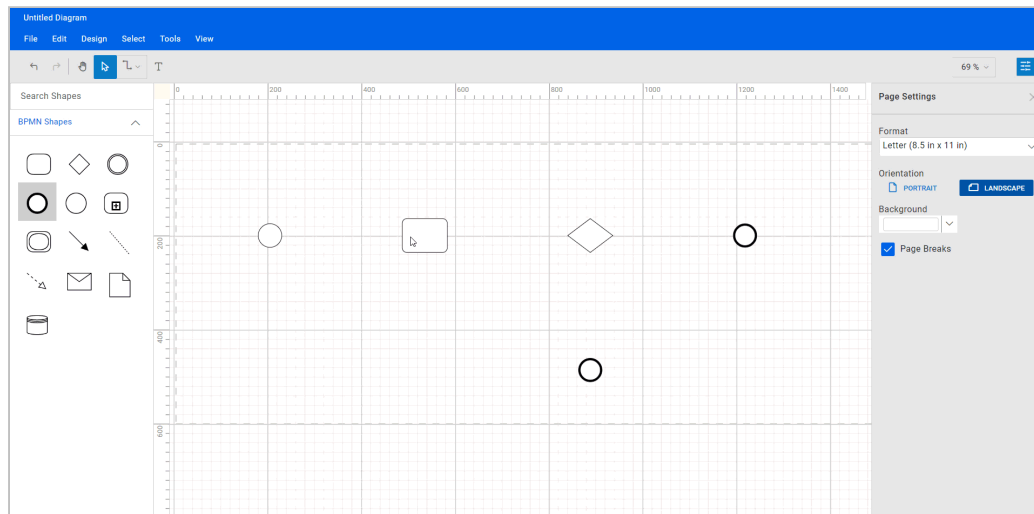 Untitled Diagram
File Edit Design Select Tools View
T
69 %
Search Shapes
BPMN Shapes
0 200 400 600 800 1000 1200 1400
0
200
400
600
Page Settings
Format
Letter (8.5 in x 11 in)
Orientation
PORTRAIT LANDSCAPE
Background
Page Breaks